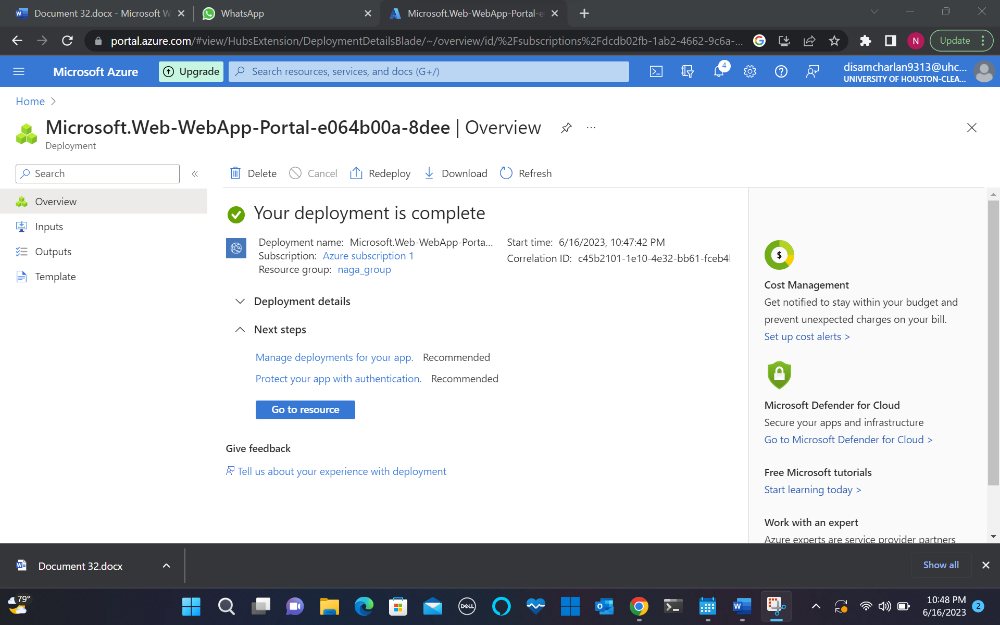 Document 32.docx - Microsoft W
WhatsApp
Microsoft.Web-WebApp-Portal-e
portal.azure.com/#view/HubsExtension/DeploymentDetailsBlade/~/overview/id/%2Fsubscriptions%2Fdcdb02fb-1ab2-4662-9c6a-...
N
Update
Microsoft Azure
Upgrade
Search resources, services, and docs (G+/)
4
disamcharlan9313@uhc...
UNIVERSITY OF HOUSTON-CLEA...
Home
Microsoft.Web-WebApp-Portal-e064b00a-8dee | Overview
Deployment
Search
Delete
Cancel
Redeploy
Download
Refresh
Overview
Inputs
Outputs
Template
Your deployment is complete
Deployment name: Microsoft.Web-WebApp-Porta...
Subscription: Azure subscription 1
Resource group: naga_group
Start time: 6/16/2023, 10:47:42 PM
Correlation ID: c45b2101-1e10-4e32-bb61-fceb4
Deployment details
Next steps
Manage deployments for your app. Recommended
Protect your app with authentication. Recommended
Go to resource
Give feedback
Tell us about your experience with deployment
$
Cost Management
Get notified to stay within your budget and
prevent unexpected charges on your bill.
Set up cost alerts >
Microsoft Defender for Cloud
Secure your apps and infrastructure
Go to Microsoft Defender for Cloud >
Free Microsoft tutorials
Start learning today >
Work with an expert
Azure experts are service provider partners
Document 32.docx
Show all
79°
DELL
10:48 PM
6/16/2023
2